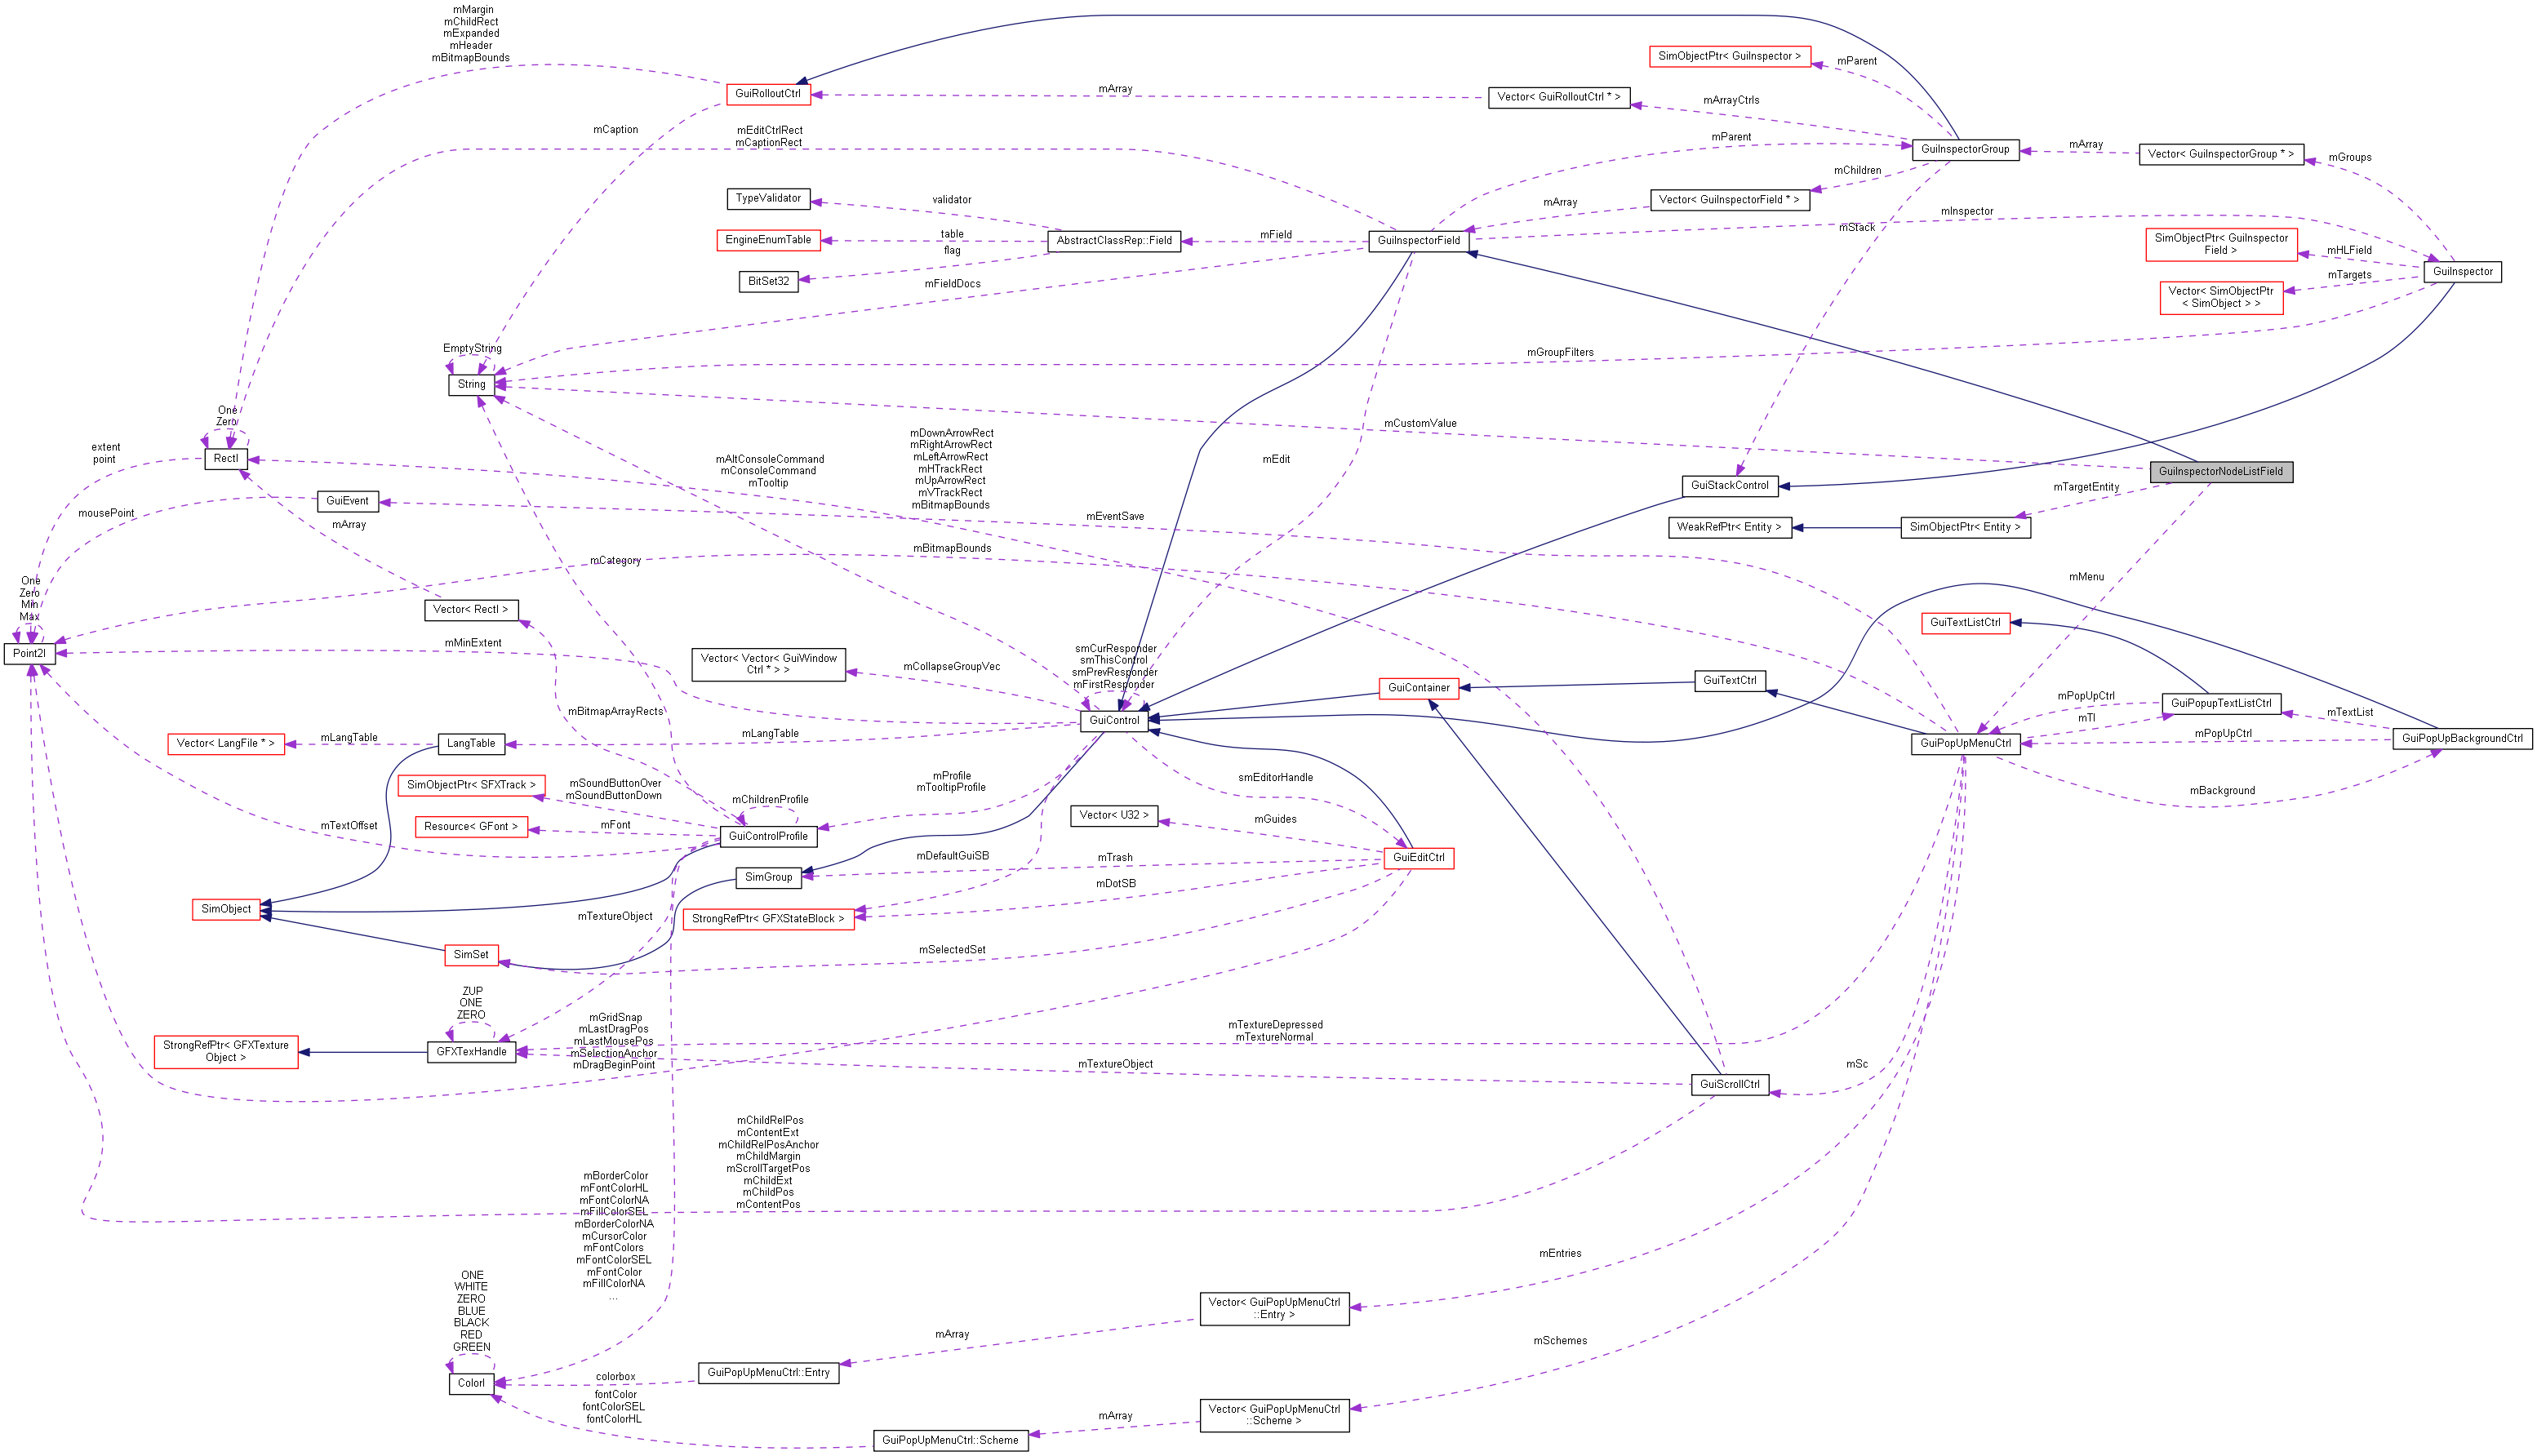 mMargin
mChildRect
mExpanded
mHeader
mBitmapBounds
SimObjectPtr< GuiInspector >
mParent
GuiRolloutCtrl
mArray
Vector< GuiRolloutCtrl * >
mArrayCtrls
mCaption
mEditCtrlRect
mCaptionRect
mParent
GuiInspectorGroup
mArray
Vector< GuiInspectorGroup * >
mGroups
mChildren
TypeValidator
validator
mArray
Vector< GuiInspectorField * >
mInspector
EngineEnumTable
table
AbstractClassRep::Field
mField
GuiInspectorField
mStack
SimObjectPtr< GuiInspector
Field >
mHLField
flag
BitSet32
mFieldDocs
mTargets
GuiInspector
Vector< SimObjectPtr
< SimObject > >
EmptyString
String
mGroupFilters
One
Zero
mCustomValue
extent
point
RectI
mAltConsoleCommand
mConsoleCommand
mTooltip
mDownArrowRect
mRightArrowRect
mLeftArrowRect
mHTrackRect
mUpArrowRect
mVTrackRect
mBitmapBounds
mEdit
GuiInspectorNodeListField
GuiStackControl
mTargetEntity
GuiEvent
mousePoint
mArray
mEventSave
WeakRefPtr< Entity >
SimObjectPtr< Entity >
mCategory
mBitmapBounds
mMenu
One
Zero
Min
Max
Vector< RectI >
GuiTextListCtrl
Point2I
mMinExtent
Vector< Vector< GuiWindow
Ctrl * > >
mCollapseGroupVec
smCurResponder
smThisControl
smPrevResponder
mFirstResponder
GuiContainer
GuiTextCtrl
mPopUpCtrl
GuiPopupTextListCtrl
mBitmapArrayRects
GuiControl
mTl
mTextList
Vector< LangFile * >
mLangTable
LangTable
mLangTable
GuiPopUpMenuCtrl
mPopUpCtrl
GuiPopUpBackgroundCtrl
SimObjectPtr< SFXTrack >
mSoundButtonOver
mSoundButtonDown
mProfile
mTooltipProfile
smEditorHandle
mBackground
mChildrenProfile
Vector< U32 >
mGuides
mTextOffset
Resource< GFont >
mFont
GuiControlProfile
mDefaultGuiSB
mTrash
GuiEditCtrl
SimGroup
mDotSB
SimObject
mTextureObject
StrongRefPtr< GFXStateBlock >
SimSet
mSelectedSet
ZUP
ONE
ZERO
mGridSnap
mLastDragPos
mLastMousePos
mSelectionAnchor
mDragBeginPoint
StrongRefPtr< GFXTexture
Object >
GFXTexHandle
mTextureDepressed
mTextureNormal
mTextureObject
GuiScrollCtrl
mSc
mChildRelPos
mContentExt
mChildRelPosAnchor
mChildMargin
mScrollTargetPos
mChildExt
mChildPos
mContentPos
mBorderColor
mFontColorHL
mFontColorNA
mFillColorSEL
mBorderColorNA
mCursorColor
mFontColors
mFontColorSEL
mFontColor
mFillColorNA
...
mEntries
ONE
WHITE
ZERO
BLUE
BLACK
RED
GREEN
Vector< GuiPopUpMenuCtrl
::Entry >
mArray
mSchemes
GuiPopUpMenuCtrl::Entry
colorbox
ColorI
fontColor
fontColorSEL
fontColorHL
Vector< GuiPopUpMenuCtrl
::Scheme >
mArray
GuiPopUpMenuCtrl::Scheme